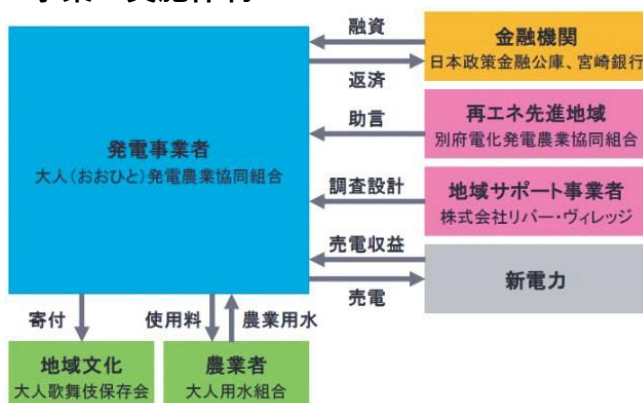 融資
金融機関
日本政策金融公庫、宮崎銀行
返済
再エネ先進地域
助言
別府電化発電農業協同組合
発電事業者
大人(おおひと)発電農業協同組合
調査設計
地域サポート事業者
株式会社リバー・ヴィレッジ
売電収益
新電力
売電
寄付
使用料
農業用水
地域文化
大人歌舞伎保存会
農業者
大人用水組合